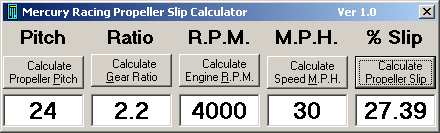 Mercury Racing Propeller Slip Calculator Ver 1.0
Pitch Ratio R.P.M. M.P.H. % Slip
Calculate Calculate Calculate Calculate Calculate
Propeller Pitch Gear Ratio Engine R.P.M. Speed M.P.H. Propeller Slip
24 2.2 4000 30 27.39